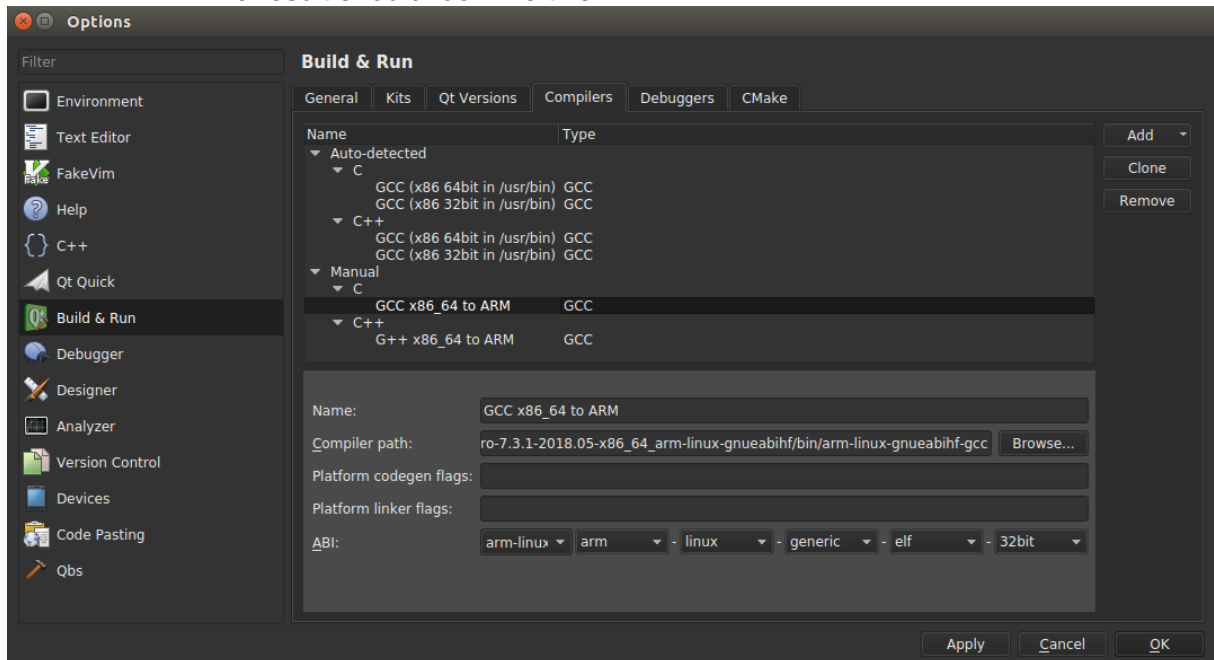 Options
Filter
Environment
Text Editor
FakeVim
Help
C++
Qt Quick
Build & Run
Debugger
Designer
Analyzer
Version Control
Devices
Code Pasting
Qbs
Build & Run
General Kits Qt Versions Compilers Debuggers CMake
Name Type
Auto-detected
C
GCC (x86 64bit in /usr/bin) GCC
GCC (x86 32bit in /usr/bin) GCC
C++
GCC (x86 64bit in /usr/bin) GCC
GCC (x86 32bit in /usr/bin) GCC
Manual
C
GCC x86_64 to ARM GCC
C++
G++ x86_64 to ARM GCC
Add
Clone
Remove
Name: GCC x86_64 to ARM
Compiler path: ro-7.3.1-2018.05-x86_64_arm-linux-gnueabihf/bin/arm-linux-gnueabihf-gcc Browse...
Platform codegen flags:
Platform linker flags:
ABI: arm-linux arm - linux - generic - elf - 32bit
Apply Cancel OK